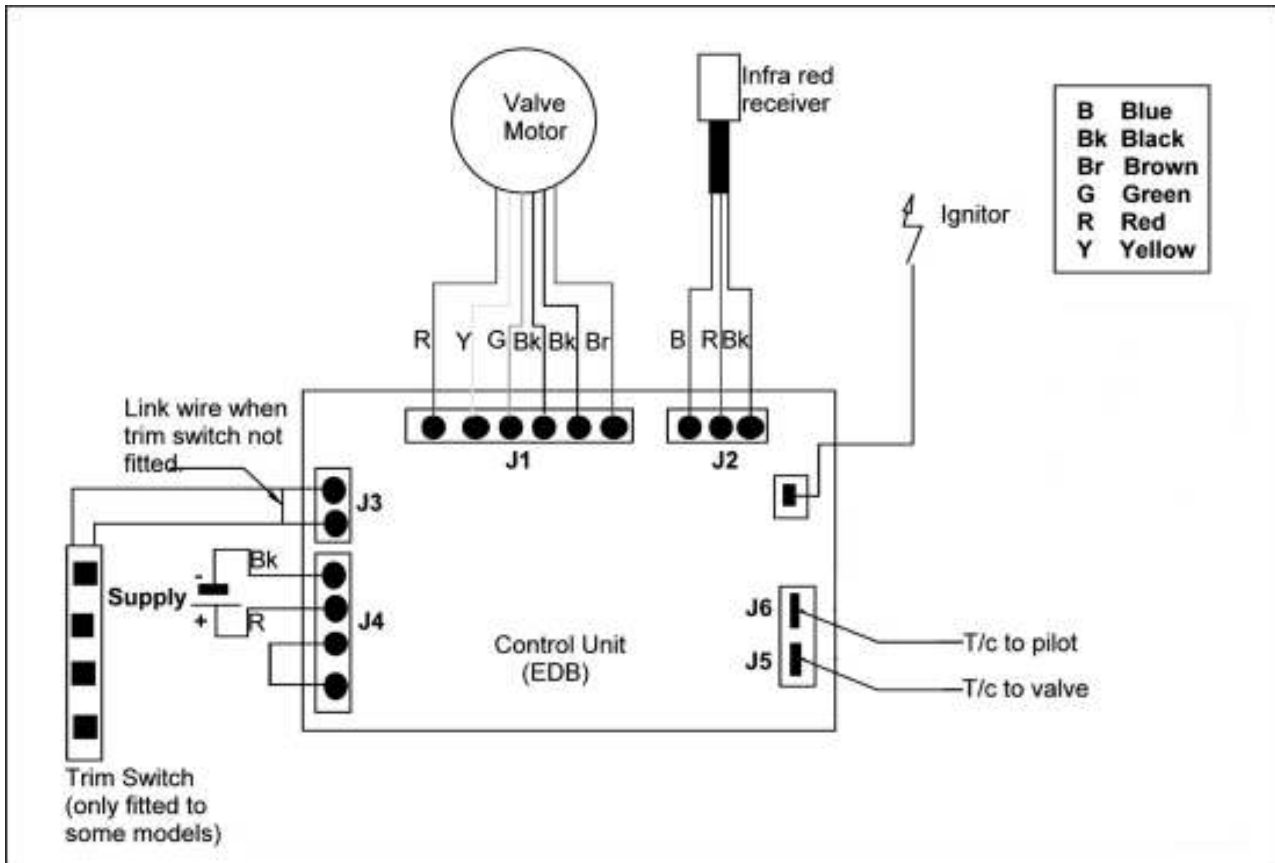 Valve
Motor
Infra red
receiver
B Blue
Bk Black
Br Brown
G Green
R Red
Y Yellow
Ignitor
R Y G Bk Bk Br
B R Bk
Link wire when
trim switch not
fitted.
J1
J2
J3
Bk
-
Supply
+
R
J4
J6
J5
Control Unit
(EDB)
T/c to pilot
T/c to valve
Trim Switch
(only fitted to
some models)